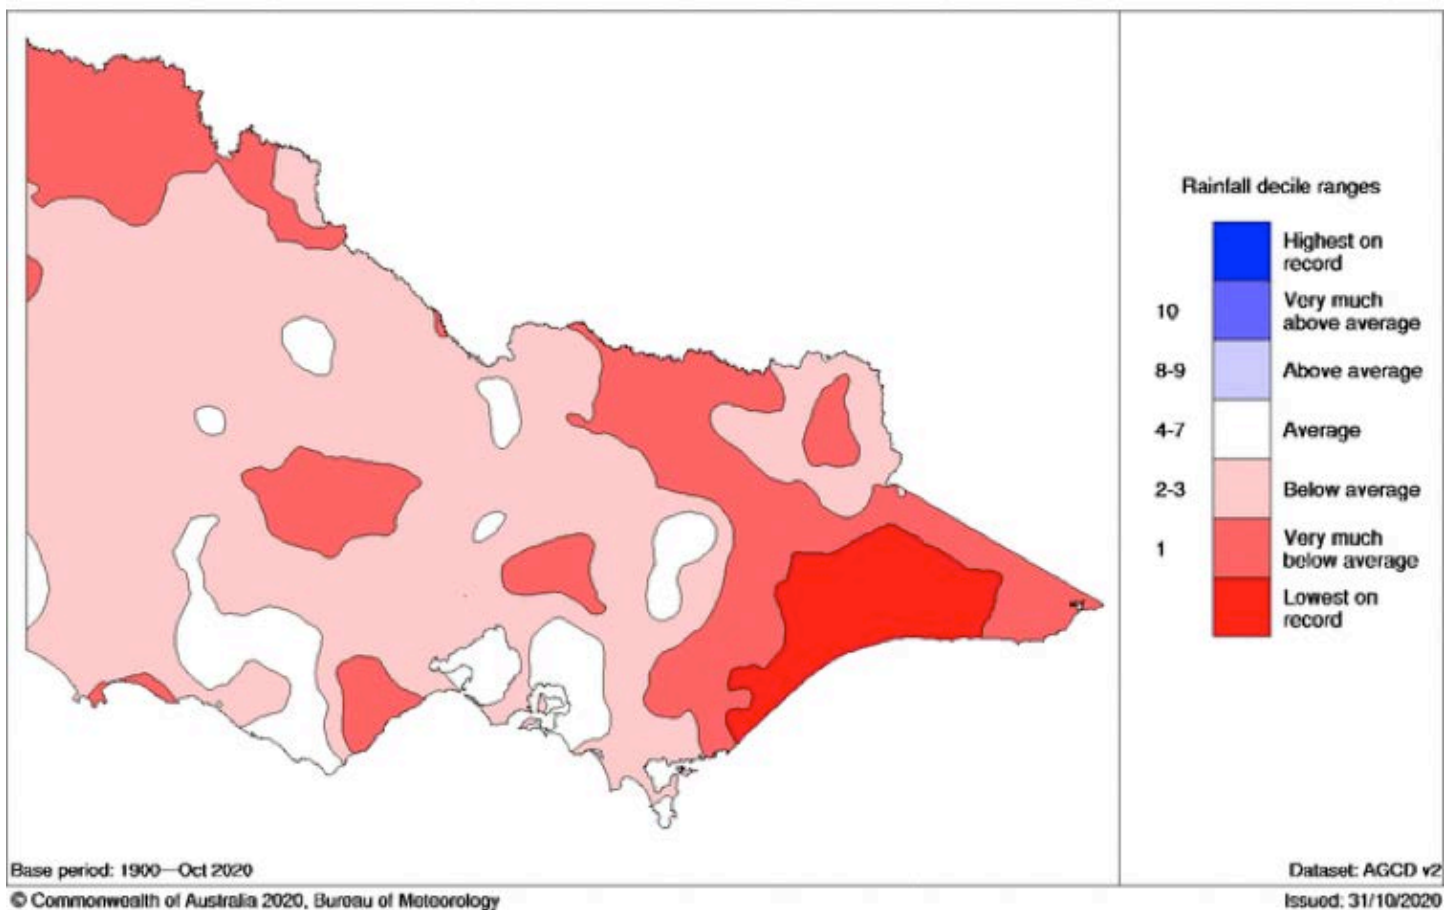 Rainfall decile ranges
Highest on
record
10
Very much
above average
8-9
Above average
4-7
Average
2-3
Below average
1
Very much
below average
Lowest on
record
Base period: 1900—Oct 2020
Dataset: AGCD v2
© Commonwealth of Australia 2020, Bureau of Meteorology
Issued: 31/10/2020